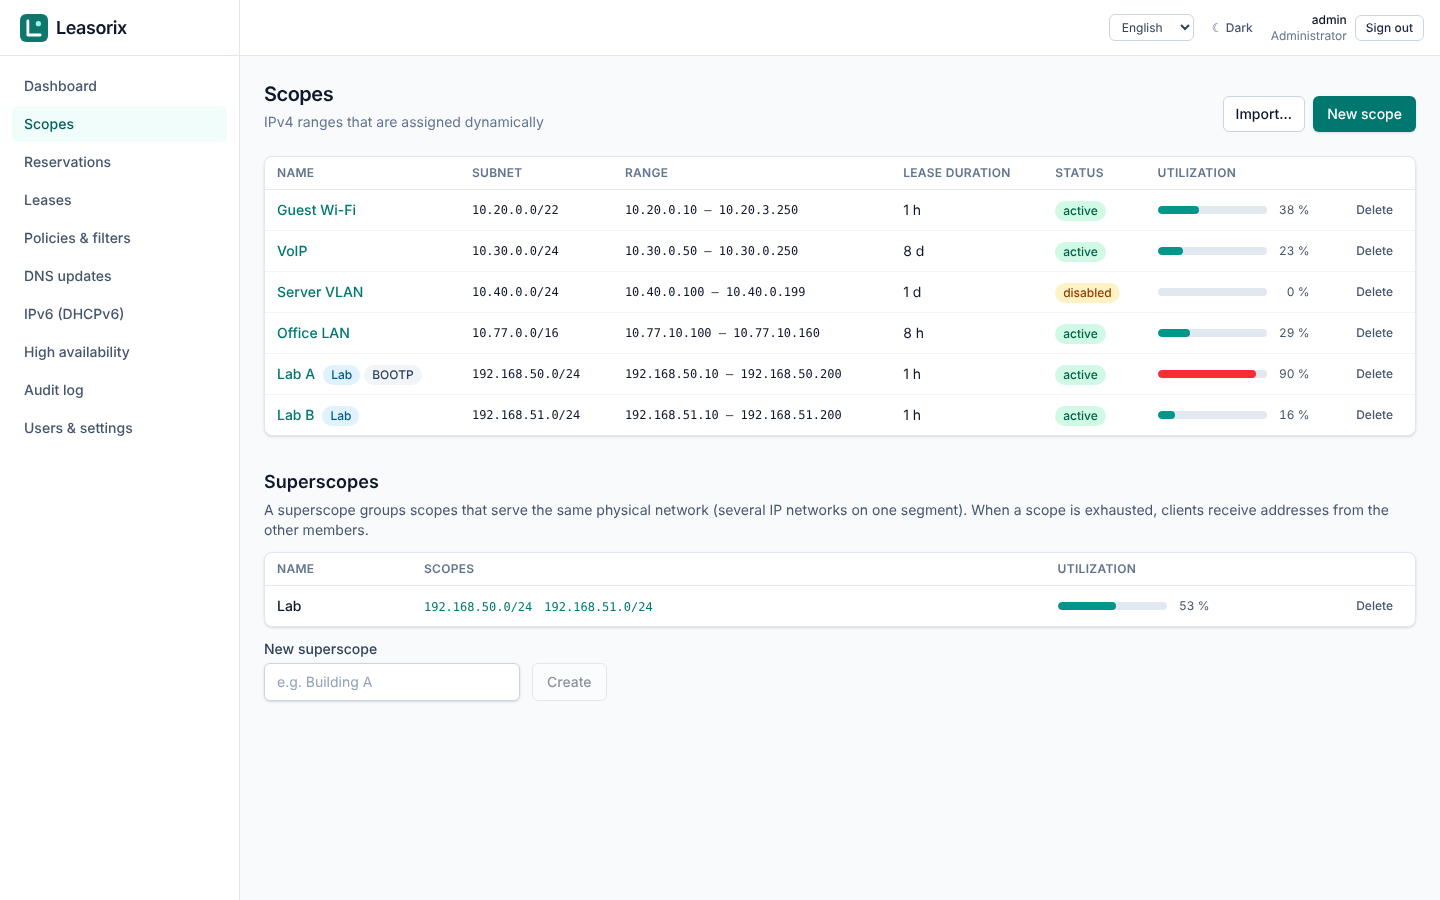 Leasorix
English
Dark
admin
Administrator
Sign out
Dashboard
Scopes
Reservations
Leases
Policies & filters
DNS updates
IPv6 (DHCPv6)
High availability
Audit log
Users & settings
Scopes
IPv4 ranges that are assigned dynamically
Import...
New scope
NAME SUBNET RANGE LEASE DURATION STATUS UTILIZATION
Guest Wi-Fi 10.20.0.0/22 10.20.0.10 – 10.20.3.250 1 h active 38 % Delete
VoIP 10.30.0.0/24 10.30.0.50 – 10.30.0.250 8 d active 23 % Delete
Server VLAN 10.40.0.0/24 10.40.0.100 – 10.40.0.199 1 d disabled 0 % Delete
Office LAN 10.77.0.0/16 10.77.10.100 – 10.77.10.160 8 h active 29 % Delete
Lab A Lab BOOTP 192.168.50.0/24 192.168.50.10 – 192.168.50.200 1 h active 90 % Delete
Lab B Lab 192.168.51.0/24 192.168.51.10 – 192.168.51.200 1 h active 16 % Delete
Superscopes
A superscope groups scopes that serve the same physical network (several IP networks on one segment). When a scope is exhausted, clients receive addresses from the
other members.
NAME SCOPES UTILIZATION
Lab 192.168.50.0/24 192.168.51.0/24 53 % Delete
New superscope
e.g. Building A
Create